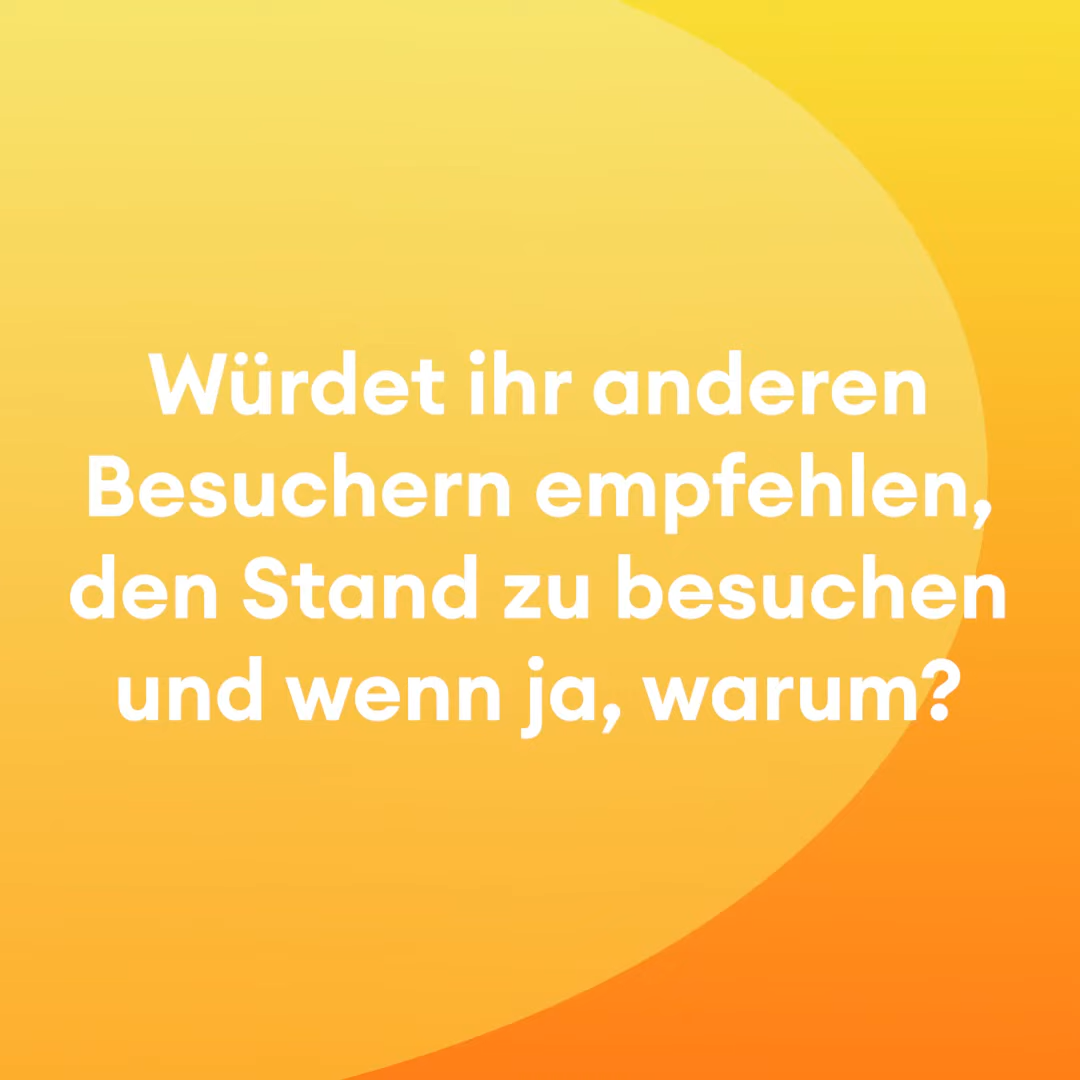 Würdet ihr anderen
Besuchern empfehlen,
den Stand zu besuchen
und wenn ja, warum?